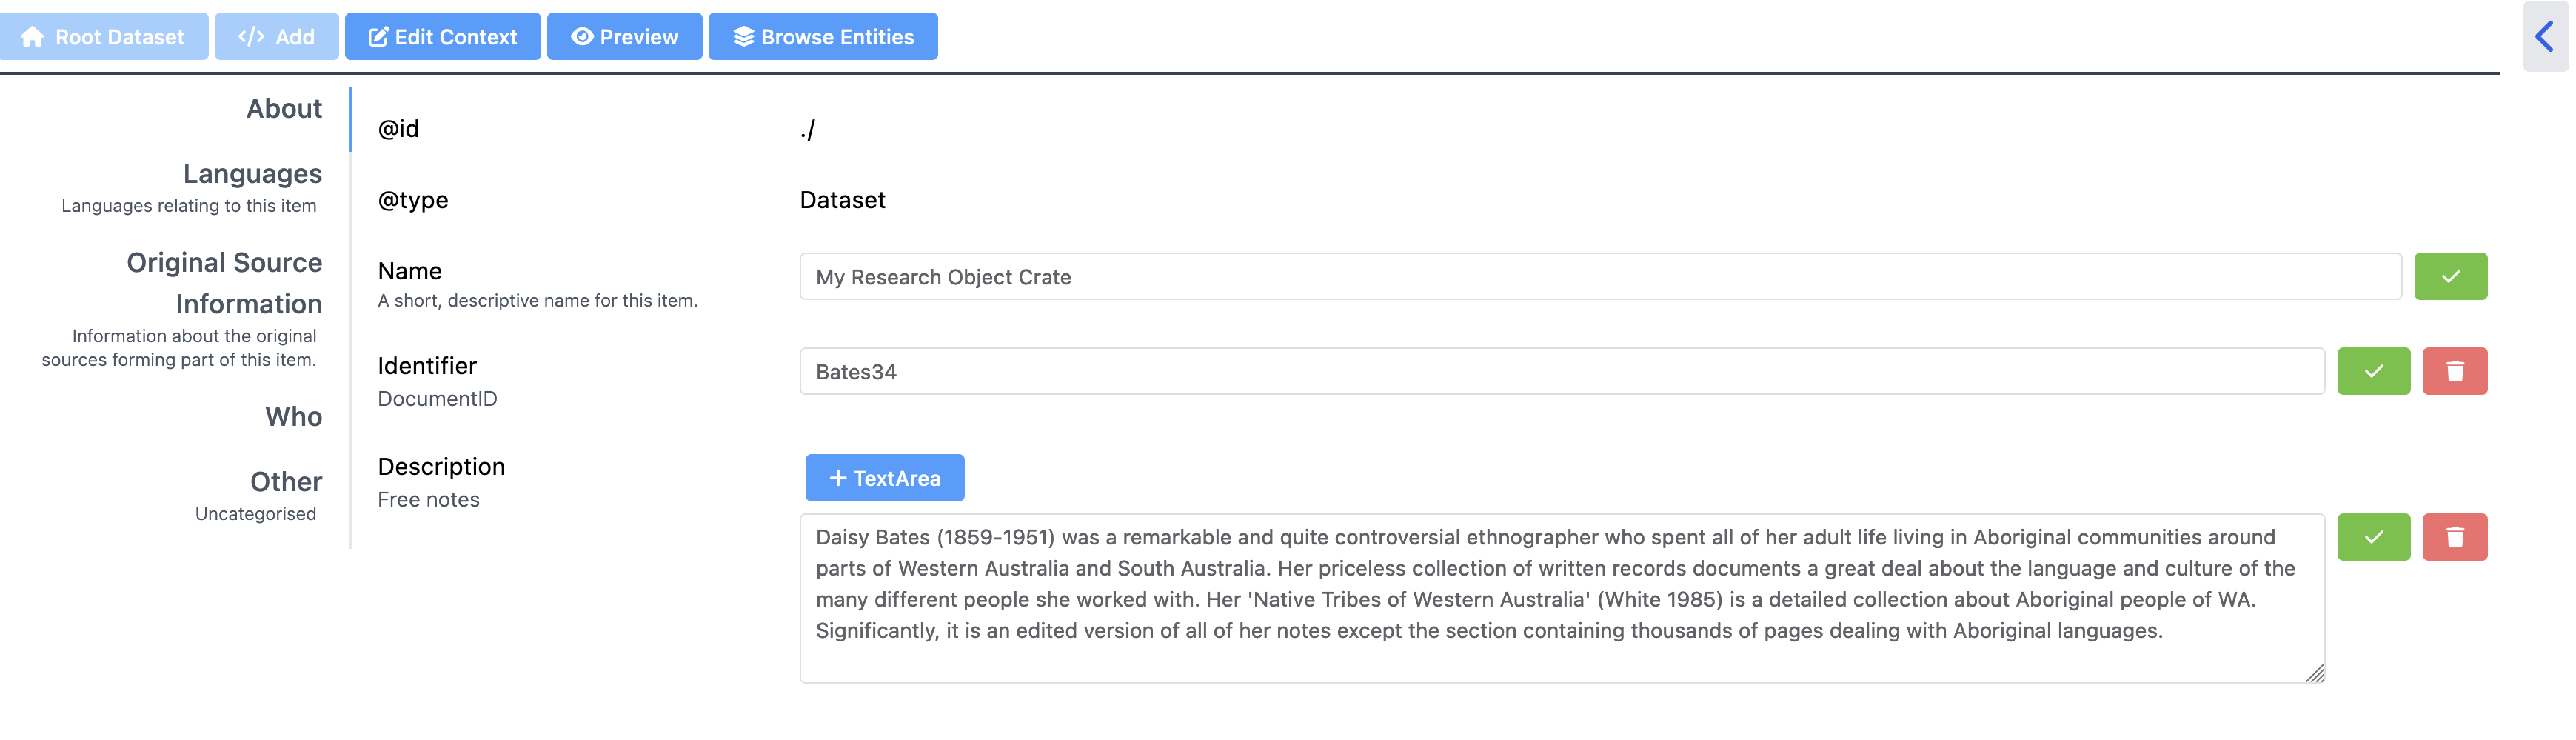 Root Dataset
</> Add
Edit Context
Preview
Browse Entities
About
Languages
Languages relating to this item
Original Source
Information
Information about the original
sources forming part of this item.
Who
Other
Uncategorised
@id
./
@type
Dataset
Name
A short, descriptive name for this item.
My Research Object Crate
Identifier
DocumentID
Bates34
Description
Free notes
+ TextArea
Daisy Bates (1859-1951) was a remarkable and quite controversial ethnographer who spent all of her adult life living in Aboriginal communities around
parts of Western Australia and South Australia. Her priceless collection of written records documents a great deal about the language and culture of the
many different people she worked with. Her 'Native Tribes of Western Australia' (White 1985) is a detailed collection about Aboriginal people of WA.
Significantly, it is an edited version of all of her notes except the section containing thousands of pages dealing with Aboriginal languages.